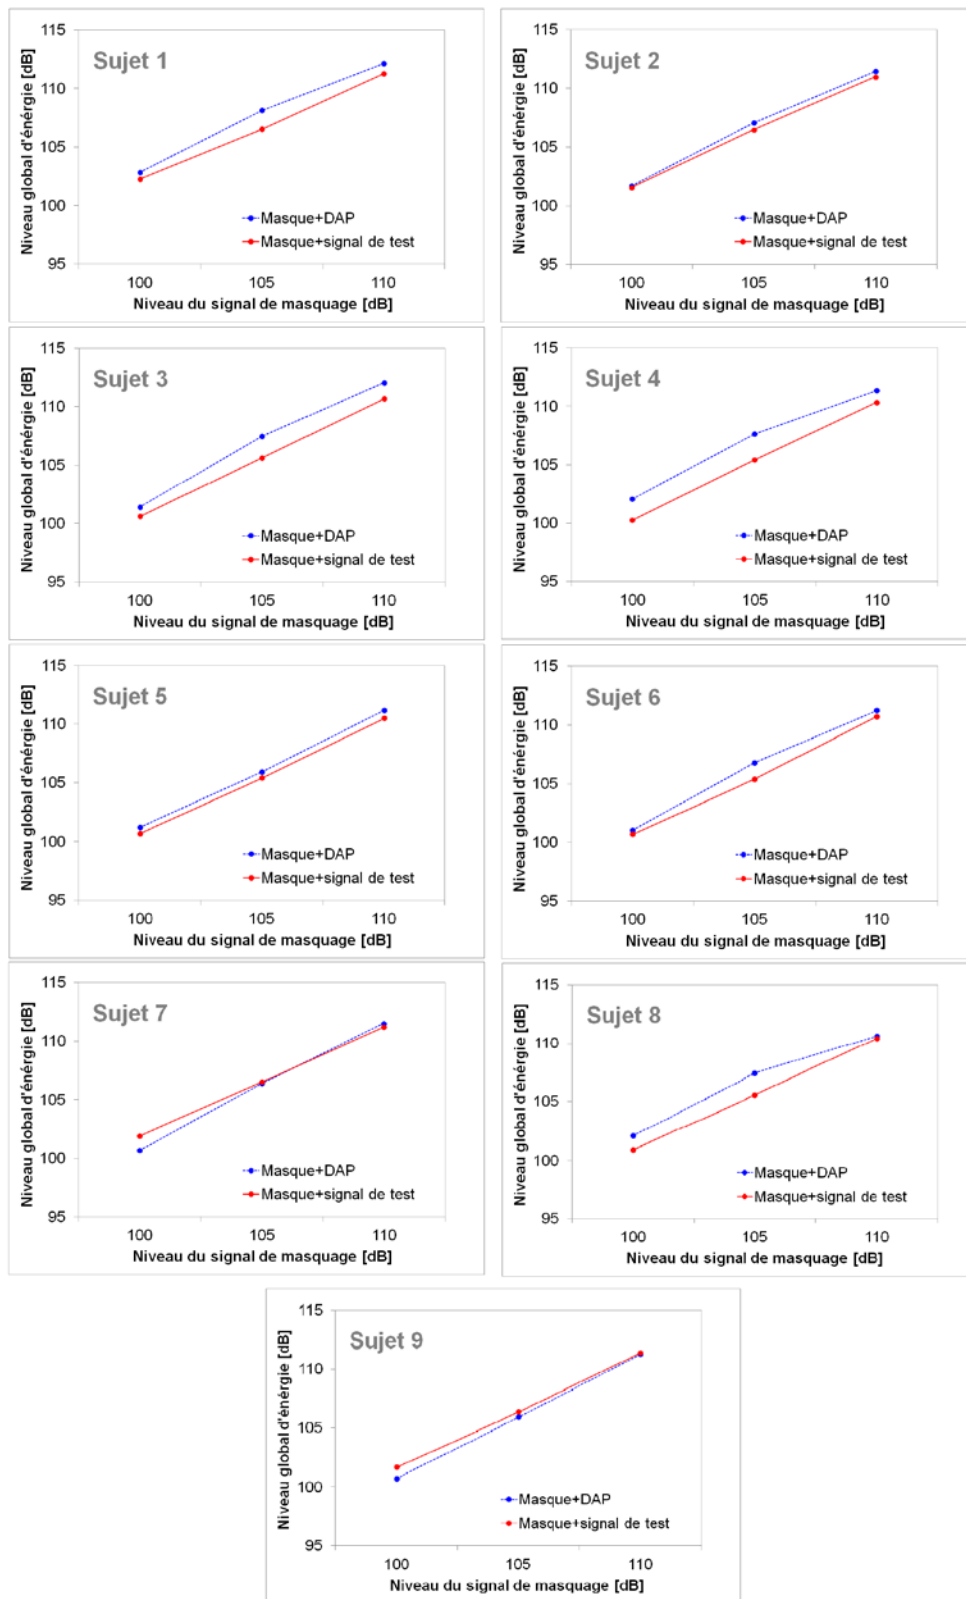 Sujet 1
Niveau global d'énérgie [dB]
115
110
105
100
95
Masque+DAP
Masque+signal de test
100 105 110
Niveau du signal de masquage [dB]
Sujet 2
Niveau global d'énérgie [dB]
115
110
105
100
95
Masque+DAP
Masque+signal de test
100 105 110
Niveau du signal de masquage [dB]
Sujet 3
Niveau global d'énérgie [dB]
115
110
105
100
95
Masque+DAP
Masque+signal de test
100 105 110
Niveau du signal de masquage [dB]
Sujet 4
Niveau global d'énérgie [dB]
115
110
105
100
95
Masque+DAP
Masque+signal de test
100 105 110
Niveau du signal de masquage [dB]
Sujet 5
Niveau global d'énérgie [dB]
115
110
105
100
95
Masque+DAP
Masque+signal de test
100 105 110
Niveau du signal de masquage [dB]
Sujet 6
Niveau global d'énérgie [dB]
115
110
105
100
95
Masque+DAP
Masque+signal de test
100 105 110
Niveau du signal de masquage [dB]
Sujet 7
Niveau global d'énérgie [dB]
115
110
105
100
95
Masque+DAP
Masque+signal de test
100 105 110
Niveau du signal de masquage [dB]
Sujet 8
Niveau global d'énérgie [dB]
115
110
105
100
95
Masque+DAP
Masque+signal de test
100 105 110
Niveau du signal de masquage [dB]
Sujet 9
Niveau global d'énérgie [dB]
115
110
105
100
95
Masque+DAP
Masque+signal de test
100 105 110
Niveau du signal de masquage [dB]